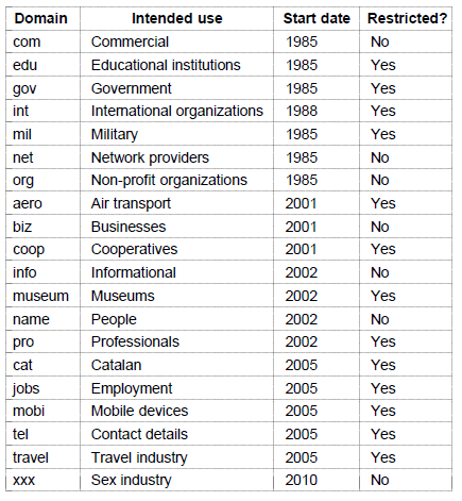 Domain Intended use Start date Restricted?
com Commercial 1985 No
edu Educational institutions 1985 Yes
gov Government 1985 Yes
int International organizations 1988 Yes
mil Military 1985 Yes
net Network providers 1985 No
org Non-profit organizations 1985 No
aero Air transport 2001 Yes
biz Businesses 2001 No
coop Cooperatives 2001 Yes
info Informational 2002 No
museum Museums 2002 Yes
name People 2002 No
pro Professionals 2002 Yes
cat Catalan 2005 Yes
jobs Employment 2005 Yes
mobi Mobile devices 2005 Yes
tel Contact details 2005 Yes
travel Travel industry 2005 Yes
xxx Sex industry 2010 No